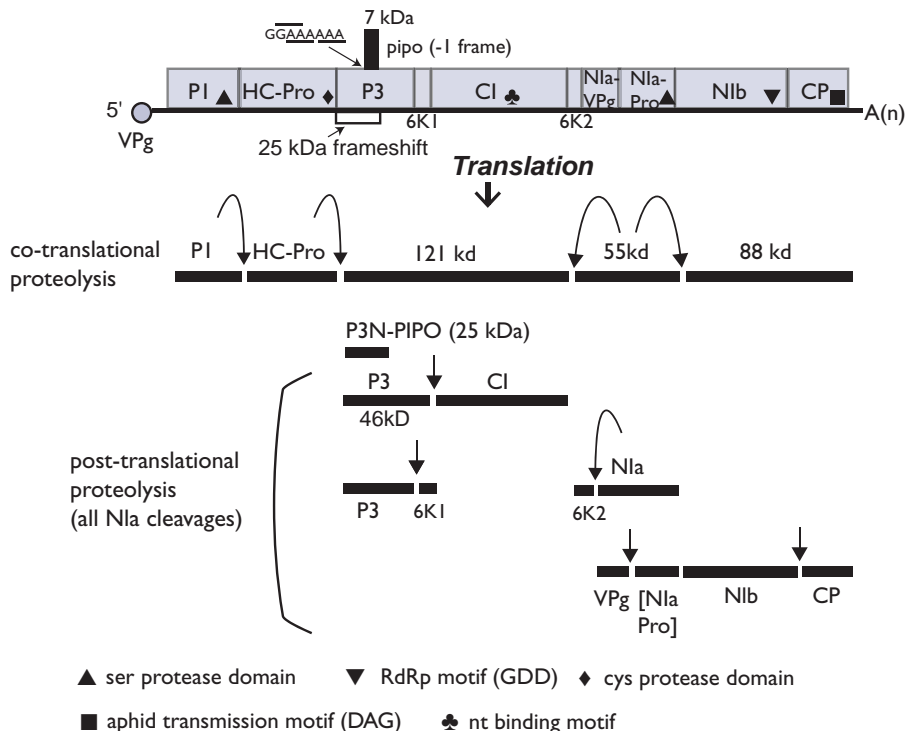 7 kDa
GGAAAAAAA
pipo (-1 frame)
P1 HC-Pro P3 CI NIa-VPg NIa-Pro NIb CP
5' A(n)
VPg 6K1 6K2
25 kDa frameshift
Translation
co-translational
proteolysis
P1 HC-Pro 121 kd 55kd 88 kd
P3N-PIPO (25 kDa)
P3 CI
46kD
post-translational
proteolysis
(all NIa cleavages)
NIa
P3 6K1 6K2
VPg [NIa Pro] NIb CP
ser protease domain RdRp motif (GDD) cys protease domain
aphid transmission motif (DAG) nt binding motif